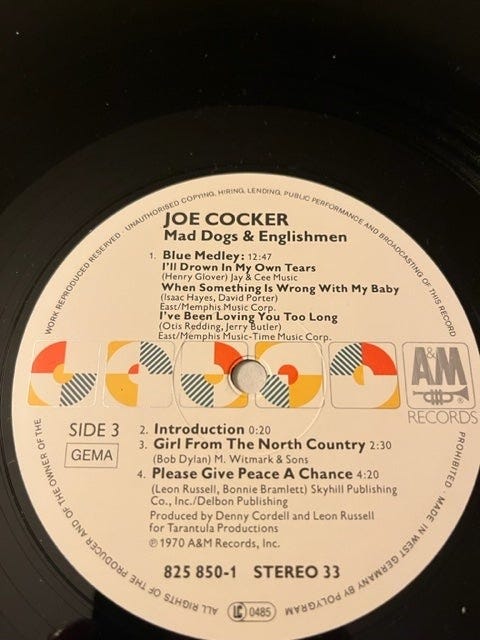 WORK REPRODUCED RESERVED · UNAUTHORISED COPYING, HIRING, LENDING, PUBLIC PERFORMANCE AND BROADCASTING OF THIS RECORD
PROHIBITED · MADE IN WEST GERMANY BY POLYGRAM
ALL RIGHTS OF THE PRODUCER AND OF THE OWNER OF THE
JOE COCKER
Mad Dogs & Englishmen
1. Blue Medley: 12:47
I'll Drown In My Own Tears
(Henry Glover) Jay & Cee Music
When Something Is Wrong With My Baby
(Isaac Hayes, David Porter)
East/Memphis Music Corp.
I've Been Loving You Too Long
(Otis Redding, Jerry Butler)
East/Memphis Music-Time Music Corp.
A&M
RECORDS
SIDE 3
GEMA
2. Introduction 0:20
3. Girl From The North Country 2:30
(Bob Dylan) M. Witmark & Sons
4. Please Give Peace A Chance 4:20
(Leon Russell, Bonnie Bramlett) Skyhill Publishing
Co., Inc./Delbon Publishing
Produced by Denny Cordell and Leon Russell
for Tarantula Productions
℗ 1970 A&M Records, Inc.
825 850-1 STEREO 33
LC 0485